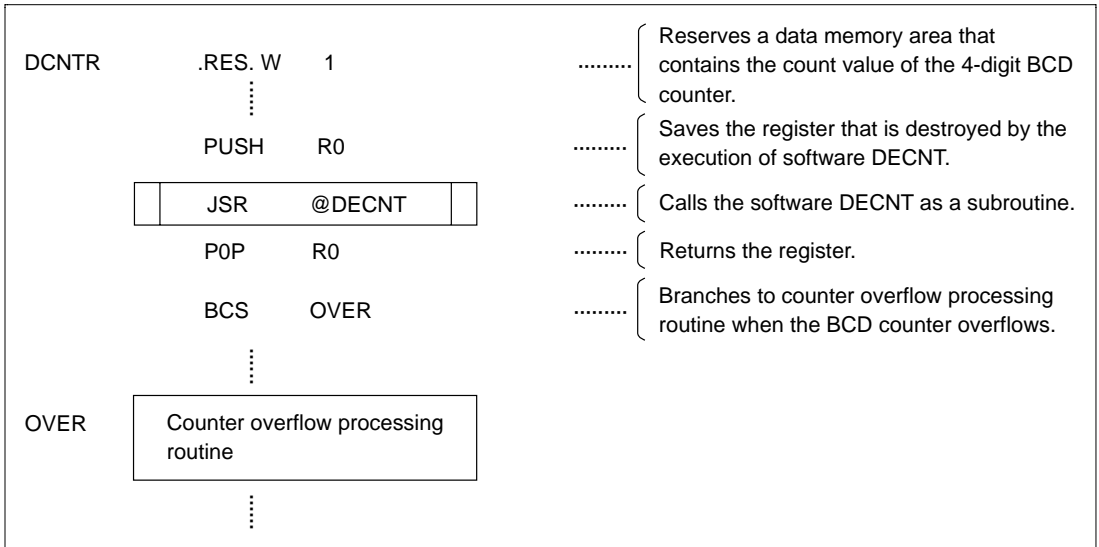 DCNTR .RES. W 1 ......... Reserves a data memory area that
contains the count value of the 4-digit BCD
counter.
PUSH R0 ......... Saves the register that is destroyed by the
execution of software DECNT.
JSR @DECNT ......... Calls the software DECNT as a subroutine.
P0P R0 ......... Returns the register.
BCS OVER ......... Branches to counter overflow processing
routine when the BCD counter overflows.
OVER Counter overflow processing
routine